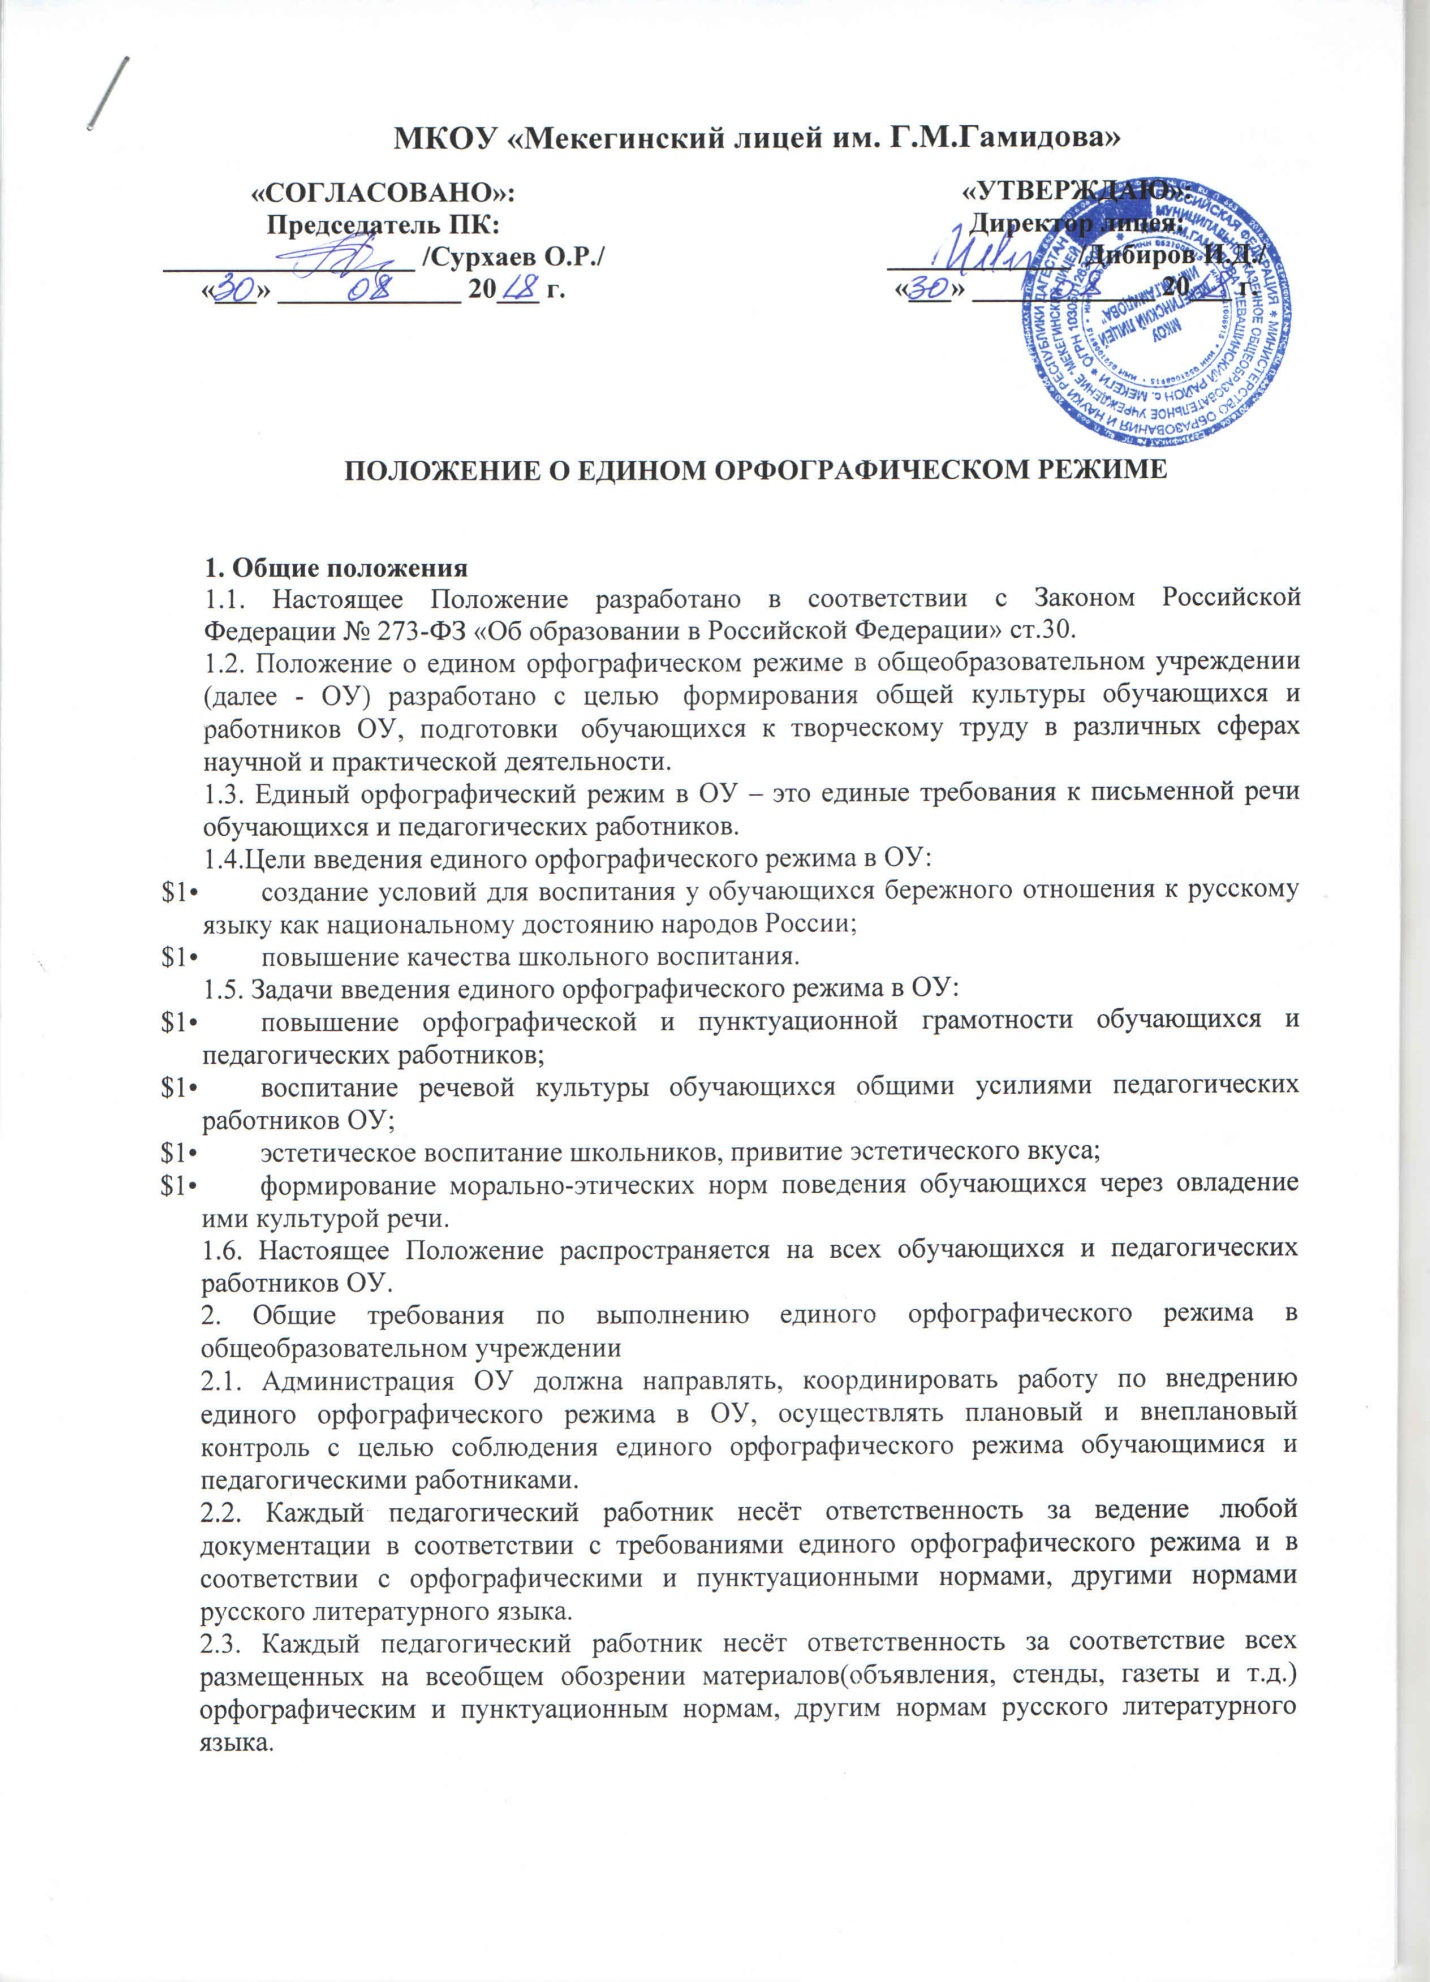 МКОУ «Мекегинский лицей им. Г.М.Гамидова»
«СОГЛАСОВАНО»: «УТВЕРЖДАЮ»:
Председатель ПК: Директор лицея:
/Сурхаев О.Р./ /Дибиров И.Д./
«30» 08 2018 г. «30» 20 г.
РОССИЙСКАЯ ФЕДЕРАЦИЯ * МИНИСТЕРСТВО ОБРАЗОВАНИЯ И НАУКИ РЕСПУБЛИКИ ДАГЕСТАН
МКОУ "МЕКЕГИНСКИЙ ЛИЦЕЙ ИМ. Г.М.ГАМИДОВА"
ПОЛОЖЕНИЕ О ЕДИНОМ ОРФОГРАФИЧЕСКОМ РЕЖИМЕ
1. Общие положения
1.1. Настоящее Положение разработано в соответствии с Законом Российской
Федерации № 273-ФЗ «Об образовании в Российской Федерации» ст.30.
1.2. Положение о едином орфографическом режиме в общеобразовательном учреждении
(далее - ОУ) разработано с целью формирования общей культуры обучающихся и
работников ОУ, подготовки обучающихся к творческому труду в различных сферах
научной и практической деятельности.
1.3. Единый орфографический режим в ОУ – это единые требования к письменной речи
обучающихся и педагогических работников.
1.4.Цели введения единого орфографического режима в ОУ:
$1• создание условий для воспитания у обучающихся бережного отношения к русскому
языку как национальному достоянию народов России;
$1• повышение качества школьного воспитания.
1.5. Задачи введения единого орфографического режима в ОУ:
$1• повышение орфографической и пунктуационной грамотности обучающихся и
педагогических работников;
$1• воспитание речевой культуры обучающихся общими усилиями педагогических
работников ОУ;
$1• эстетическое воспитание школьников, привитие эстетического вкуса;
$1• формирование морально-этических норм поведения обучающихся через овладение
ими культурой речи.
1.6. Настоящее Положение распространяется на всех обучающихся и педагогических
работников ОУ.
2. Общие требования по выполнению единого орфографического режима в
общеобразовательном учреждении
2.1. Администрация ОУ должна направлять, координировать работу по внедрению
единого орфографического режима в ОУ, осуществлять плановый и внеплановый
контроль с целью соблюдения единого орфографического режима обучающимися и
педагогическими работниками.
2.2. Каждый педагогический работник несёт ответственность за ведение любой
документации в соответствии с требованиями единого орфографического режима и в
соответствии с орфографическими и пунктуационными нормами, другими нормами
русского литературного языка.
2.3. Каждый педагогический работник несёт ответственность за соответствие всех
размещенных на всеобщем обозрении материалов(объявления, стенды, газеты и т.д.)
орфографическим и пунктуационным нормам, другим нормам русского литературного
языка.